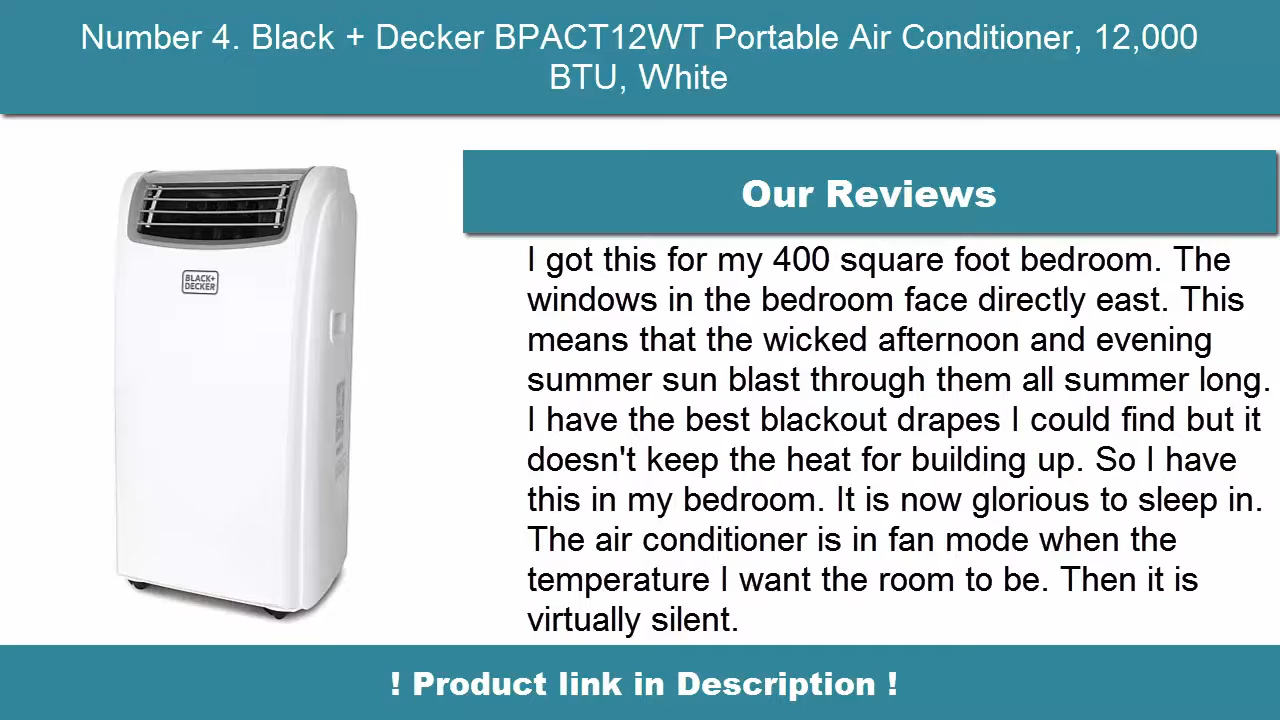 Number 4. Black + Decker BPACT12WT Portable Air Conditioner, 12,000
BTU, White
BLACK+
DECKER
Our Reviews
I got this for my 400 square foot bedroom. The
windows in the bedroom face directly east. This
means that the wicked afternoon and evening
summer sun blast through them all summer long.
I have the best blackout drapes I could find but it
doesn't keep the heat for building up. So I have
this in my bedroom. It is now glorious to sleep in.
The air conditioner is in fan mode when the
temperature I want the room to be. Then it is
virtually silent.
! Product link in Description !